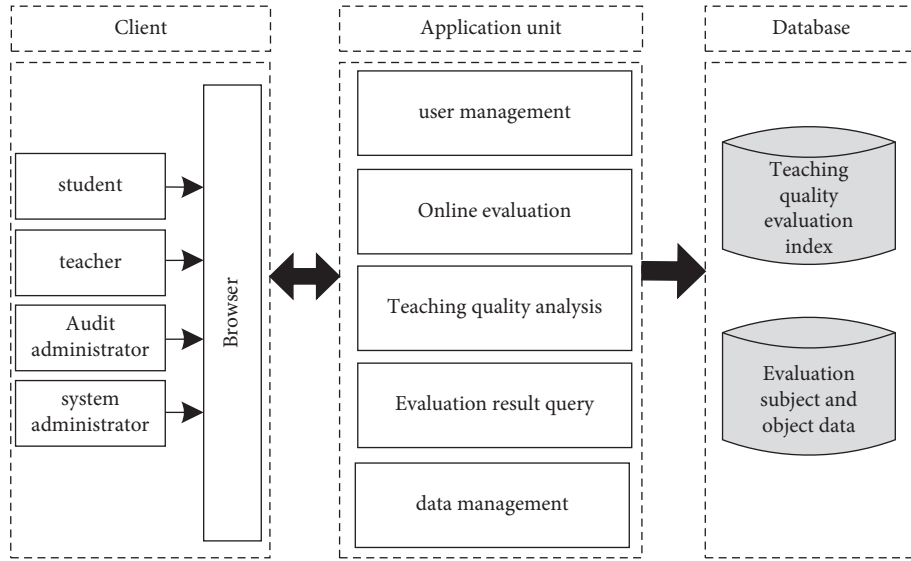 Client
Application unit
Database
student
teacher
Audit
administrator
system
administrator
Browser
user management
Online evaluation
Teaching quality analysis
Evaluation result query
data management
Teaching
quality
evaluation
index
Evaluation
subject and
object data